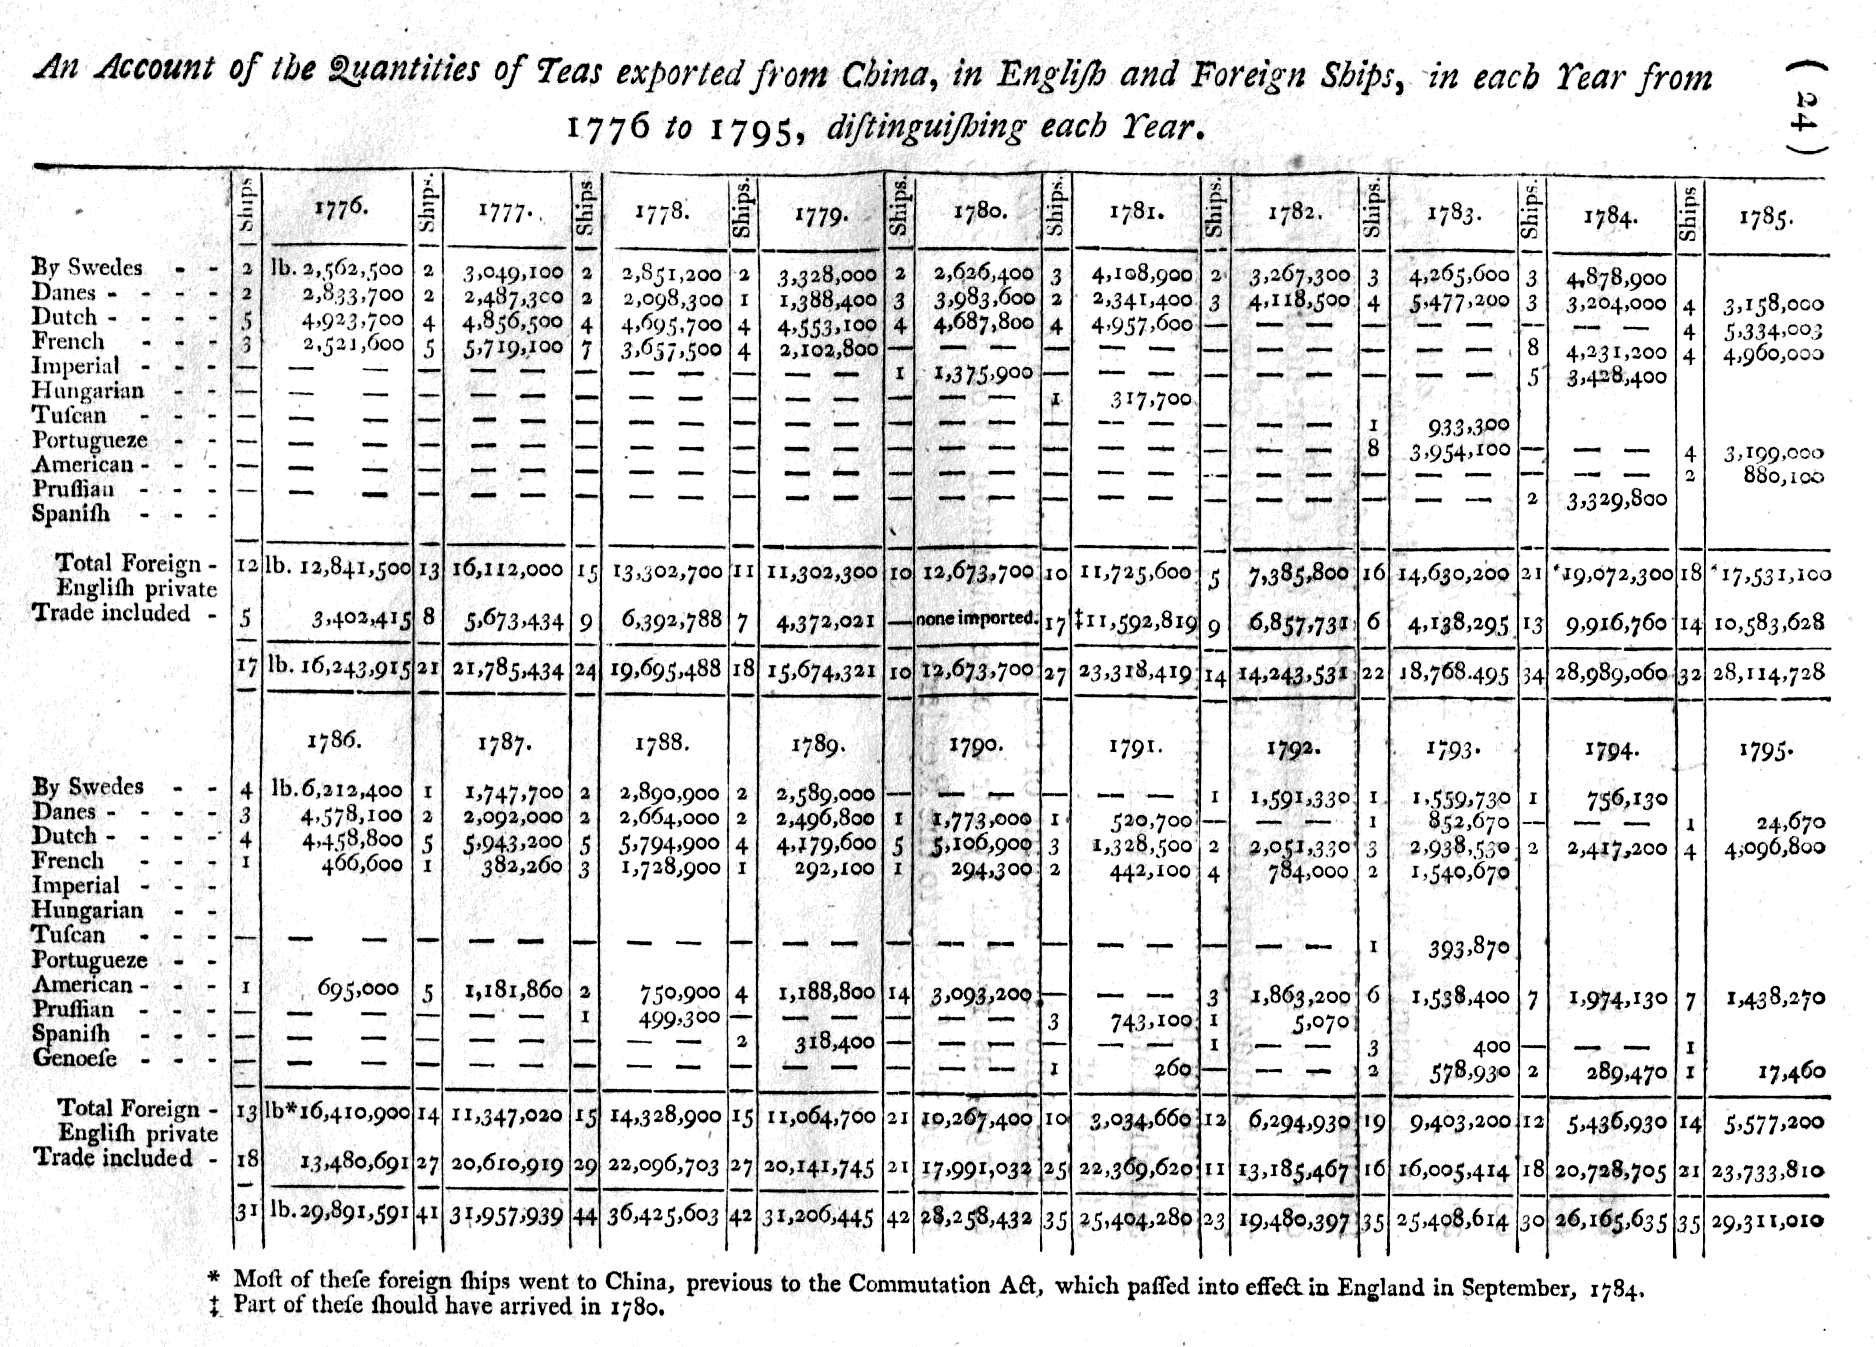 An Account of the Quantities of Teas exported from China, in Engliſh and Foreign Ships, in each Year from
1776 to 1795, diſtinguiſhing each Year.
( 24 )
Ships 1776. Ships. 1777. Ships 1778. Ships. 1779. Ships. 1780. Ships. 1781. Ships 1782. Ships. 1783. Ships. 1784. Ships 1785.
By Swedes - - 2 lb. 2,562,500 2 3,049,100 2 2,851,200 2 3,328,000 2 2,626,400 3 4,108,900 2 3,267,300 3 4,265,600 3 4,878,900
Danes - - - - 2 2,833,700 2 2,487,300 2 2,098,300 1 1,388,400 3 3,983,600 2 2,341,400 3 4,118,500 4 5,477,200 3 3,204,000 4 3,158,000
Dutch - - - - 5 4,923,700 4 4,856,500 4 4,695,700 4 4,553,100 4 4,687,800 4 4,957,600 — — — — — — — — — 4 5,334,003
French - - - 3 2,521,600 5 5,719,100 7 3,657,500 4 2,102,800 — — — — — — — — — — — — 8 4,231,200 4 4,960,000
Imperial - - - — — — — — — — — — — — — 1 1,375,900 — — — — — — — — — 5 3,428,400
Hungarian - - — — — — — — — — — — — — — — — 1 317,700
Tuſcan - - - — — — — — — — — — — — — — — — — — — — — — 1 933,300
Portugueze - - — — — — — — — — — — — — — — — — — — — — — 8 3,954,100 — — — 4 3,199,000
American - - - — — — — — — — — — — — — — — — — — — — — — — — — — — — 2 880,100
Pruſſian - - - — — — — — — — — — — — — — — — — — — — — — — — — 2 3,329,800
Spaniſh - - -
Total Foreign - 12 lb. 12,841,500 13 16,112,000 15 13,302,700 11 11,302,300 10 12,673,700 10 11,725,600 5 7,385,800 16 14,630,200 21 *19,072,300 18 *17,531,100
Engliſh private
Trade included - 5 3,402,415 8 5,673,434 9 6,392,788 7 4,372,021 — none imported. 17 ‡11,592,819 9 6,857,731 6 4,138,295 13 9,916,760 14 10,583,628
17 lb. 16,243,915 21 21,785,434 24 19,695,488 18 15,674,321 10 12,673,700 27 23,318,419 14 14,243,531 22 18,768.495 34 28,989,060 32 28,114,728
1786. 1787. 1788. 1789. 1790. 1791. 1792. 1793. 1794. 1795.
By Swedes - - 4 lb. 6,212,400 1 1,747,700 2 2,890,900 2 2,589,000 — — — — — — 1 1,591,330 1 1,559,730 1 756,130
Danes - - - - 3 4,578,100 2 2,092,000 2 2,664,000 2 2,496,800 1 1,773,000 1 520,700 — — — 1 852,670 — — — 1 24,670
Dutch - - - - 4 4,458,800 5 5,943,200 5 5,794,900 4 4,179,600 5 5,106,900 3 1,328,500 2 2,051,330 3 2,938,530 2 2,417,200 4 4,096,800
French - - - 1 466,600 1 382,260 3 1,728,900 1 292,100 1 294,300 2 442,100 4 784,000 2 1,540,670
Imperial - - -
Hungarian - -
Tuſcan - - - — — — — — — — — — — — — — — — — — — — — — 1 393,870
Portugueze - -
American - - - 1 695,000 5 1,181,860 2 750,900 4 1,188,800 14 3,093,200 — — — 3 1,863,200 6 1,538,400 7 1,974,130 7 1,438,270
Pruſſian - - - — — — — — — 1 499,300 — — — — — — 3 743,100 1 5,070
Spaniſh - - - — — — — — — — — — 2 318,400 — — — — — — 1 — — 3 400 — — — 1
Genoeſe - - - — — — — — — — — — — — — — — — 1 260 — — — 2 578,930 2 289,470 1 17,460
Total Foreign - 13 lb*16,410,900 14 11,347,020 15 14,328,900 15 11,064,700 21 10,267,400 10 3,034,660 12 6,294,930 19 9,403,200 12 5,436,930 14 5,577,200
Engliſh private
Trade included - 18 13,480,691 27 20,610,919 29 22,096,703 27 20,141,745 21 17,991,032 25 22,369,620 11 13,185,467 16 16,005,414 18 20,728,705 21 23,733,810
31 lb. 29,891,591 41 31,957,939 44 36,425,603 42 31,206,445 42 28,258,432 35 25,404,280 23 19,480,397 35 25,408,614 30 26,165,635 35 29,311,010
* Moſt of theſe foreign ſhips went to China, previous to the Commutation Act, which paſſed into effect in England in September, 1784.
‡ Part of theſe ſhould have arrived in 1780.